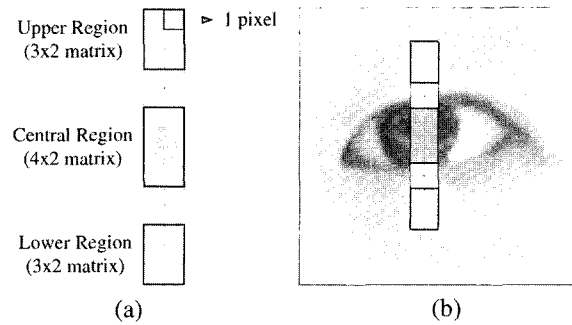 Upper Region
(3x2 matrix)
1 pixel
Central Region
(4x2 matrix)
Lower Region
(3x2 matrix)
(a)
(b)